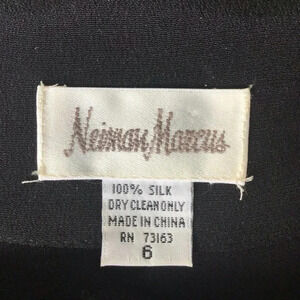 Neiman Marcus
100% SILK
DRY CLEAN ONLY
MADE IN CHINA
RN 73163
6